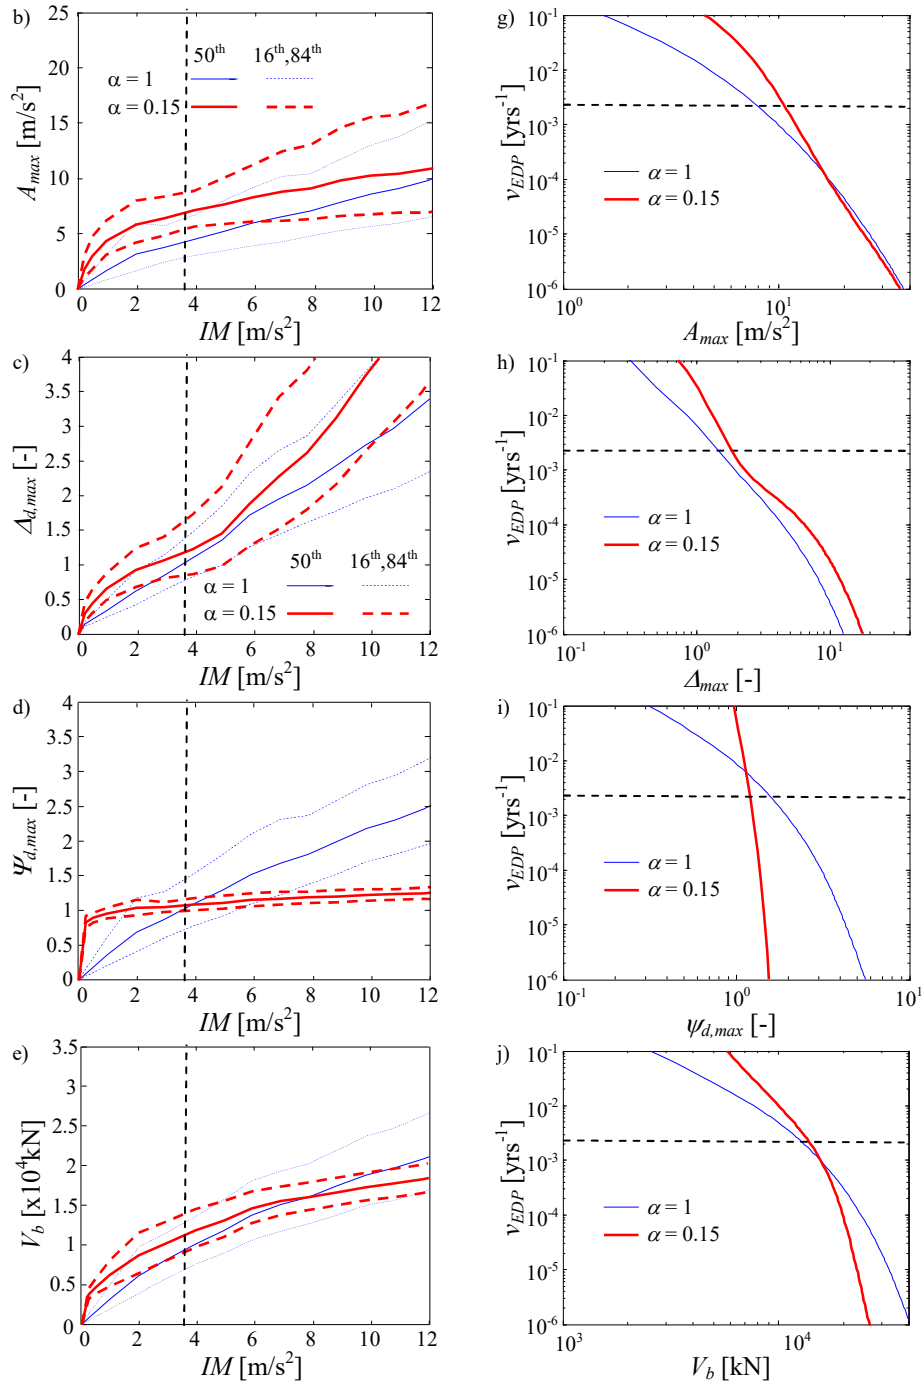 b)
A_max [m/s²]
25
20
15
10
5
0
50th 16th,84th
α = 1
α = 0.15
0 2 4 6 8 10 12
IM [m/s²]
g)
ν_EDP [yrs⁻¹]
10⁻¹
10⁻²
10⁻³
10⁻⁴
10⁻⁵
10⁻⁶
α = 1
α = 0.15
10⁰ 10¹
A_max [m/s²]
c)
Δ_d,max [-]
4
3.5
3
2.5
2
1.5
1
0.5
0
50th 16th,84th
α = 1
α = 0.15
0 2 4 6 8 10 12
IM [m/s²]
h)
ν_EDP [yrs⁻¹]
10⁻¹
10⁻²
10⁻³
10⁻⁴
10⁻⁵
10⁻⁶
α = 1
α = 0.15
10⁻¹ 10⁰ 10¹
Δ_max [-]
d)
Ψ_d,max [-]
4
3.5
3
2.5
2
1.5
1
0.5
0
0 2 4 6 8 10 12
IM [m/s²]
i)
ν_EDP [yrs⁻¹]
10⁻¹
10⁻²
10⁻³
10⁻⁴
10⁻⁵
10⁻⁶
α = 1
α = 0.15
10⁻¹ 10⁰ 10¹
ψ_d,max [-]
e)
V_b [x10⁴kN]
3.5
3
2.5
2
1.5
1
0.5
0
0 2 4 6 8 10 12
IM [m/s²]
j)
ν_EDP [yrs⁻¹]
10⁻¹
10⁻²
10⁻³
10⁻⁴
10⁻⁵
10⁻⁶
α = 1
α = 0.15
10³ 10⁴
V_b [kN]